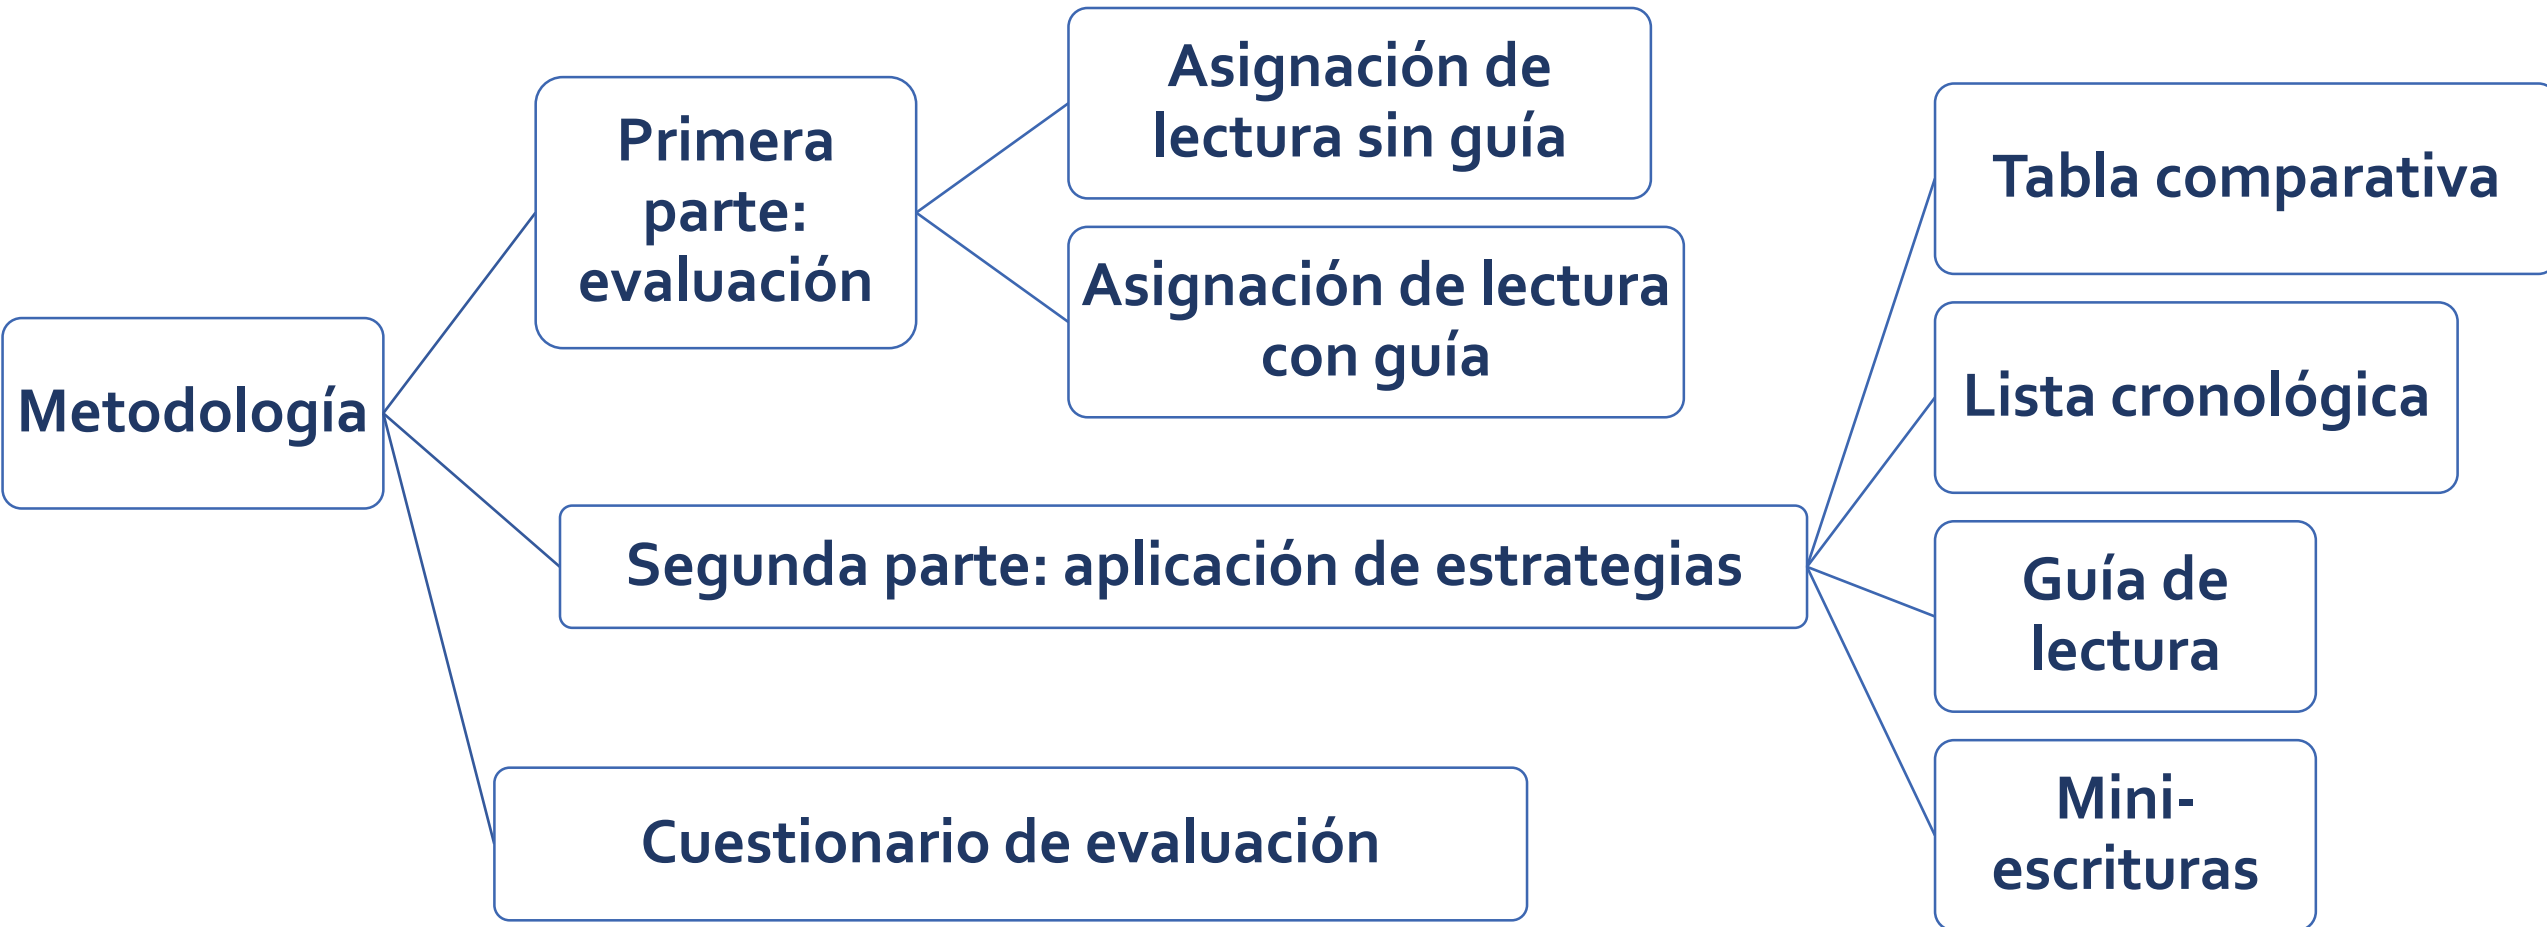 Metodología
Primera
parte:
evaluación
Asignación de
lectura sin guía
Asignación de lectura
con guía
Segunda parte: aplicación de estrategias
Tabla comparativa
Lista cronológica
Guía de
lectura
Mini-
escrituras
Cuestionario de evaluación